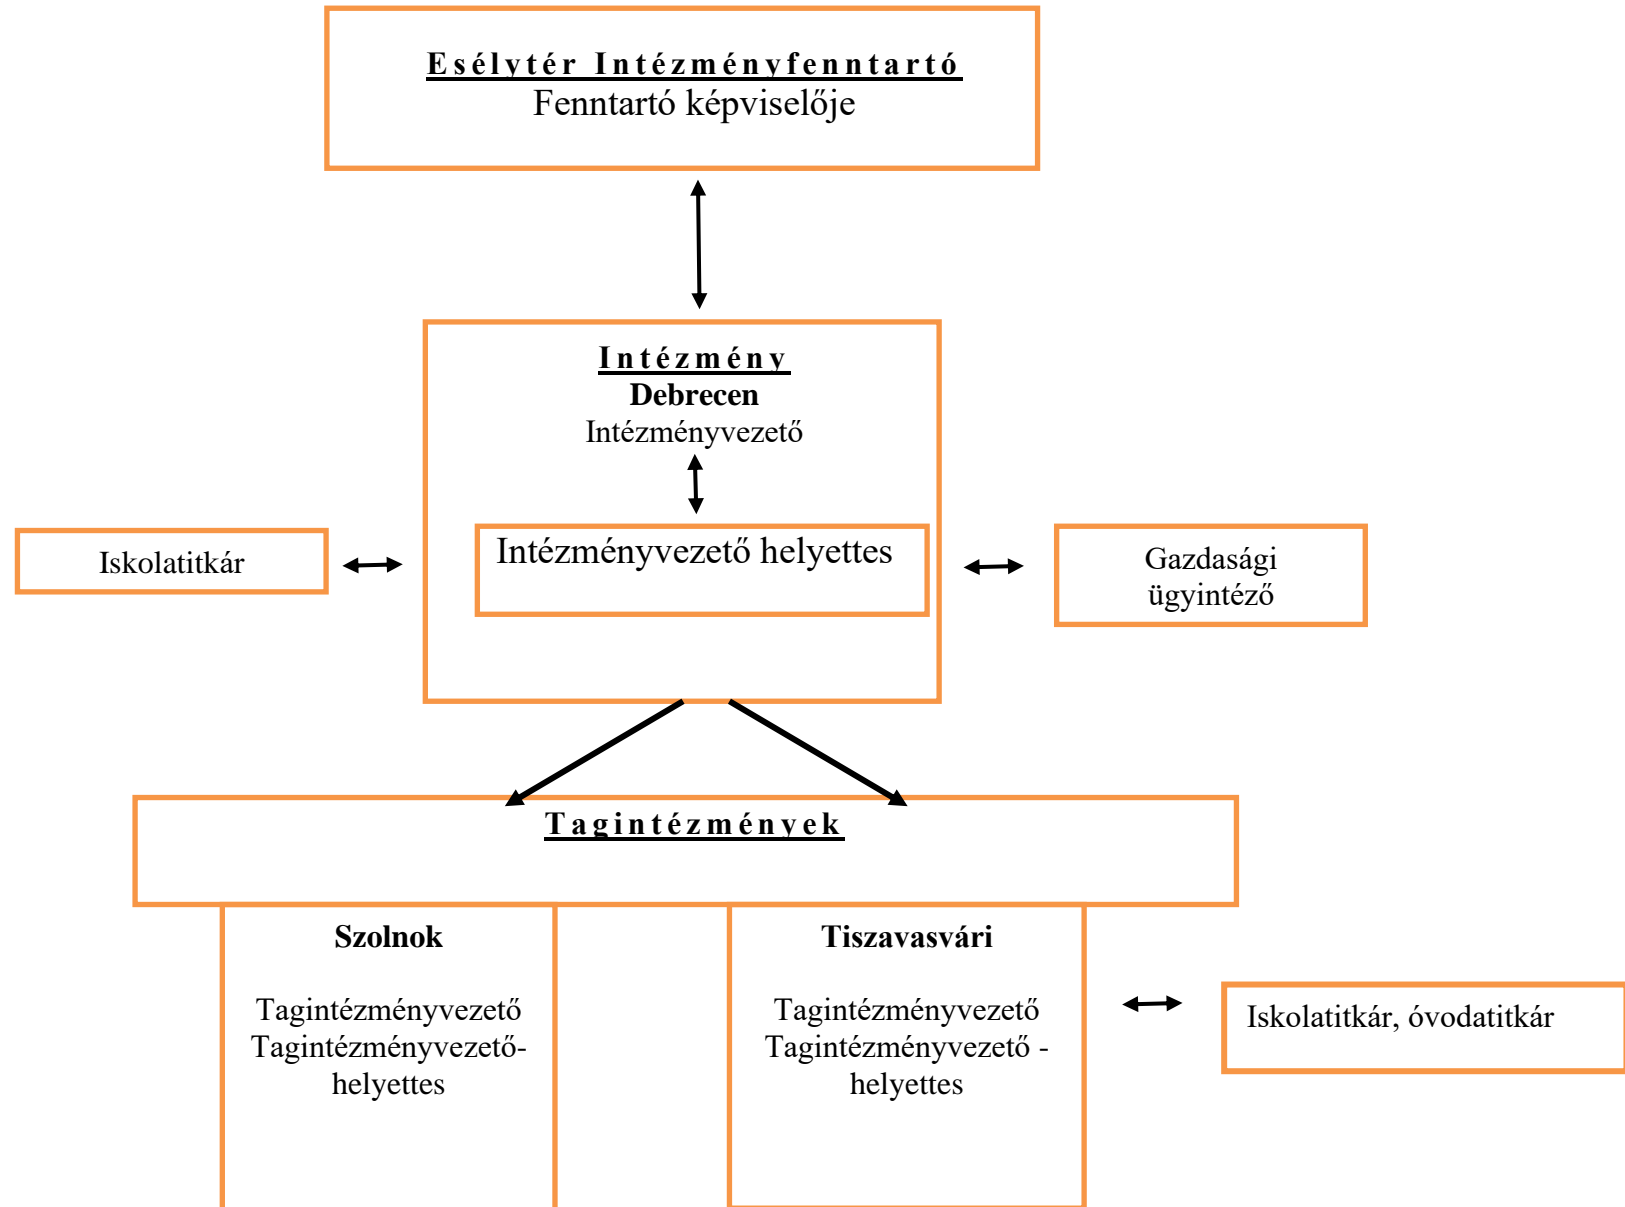 Esélytér Intézményfenntartó
Fenntartó képviselője
Intézmény
Debrecen
Intézményvezető
Intézményvezető helyettes
Iskolatitkár
Gazdasági
ügyintéző
Tagintézmények
Szolnok
Tagintézményvezető
Tagintézményvezető-
helyettes
Tiszavasvári
Tagintézményvezető
Tagintézményvezető -
helyettes
Iskolatitkár, óvodatitkár